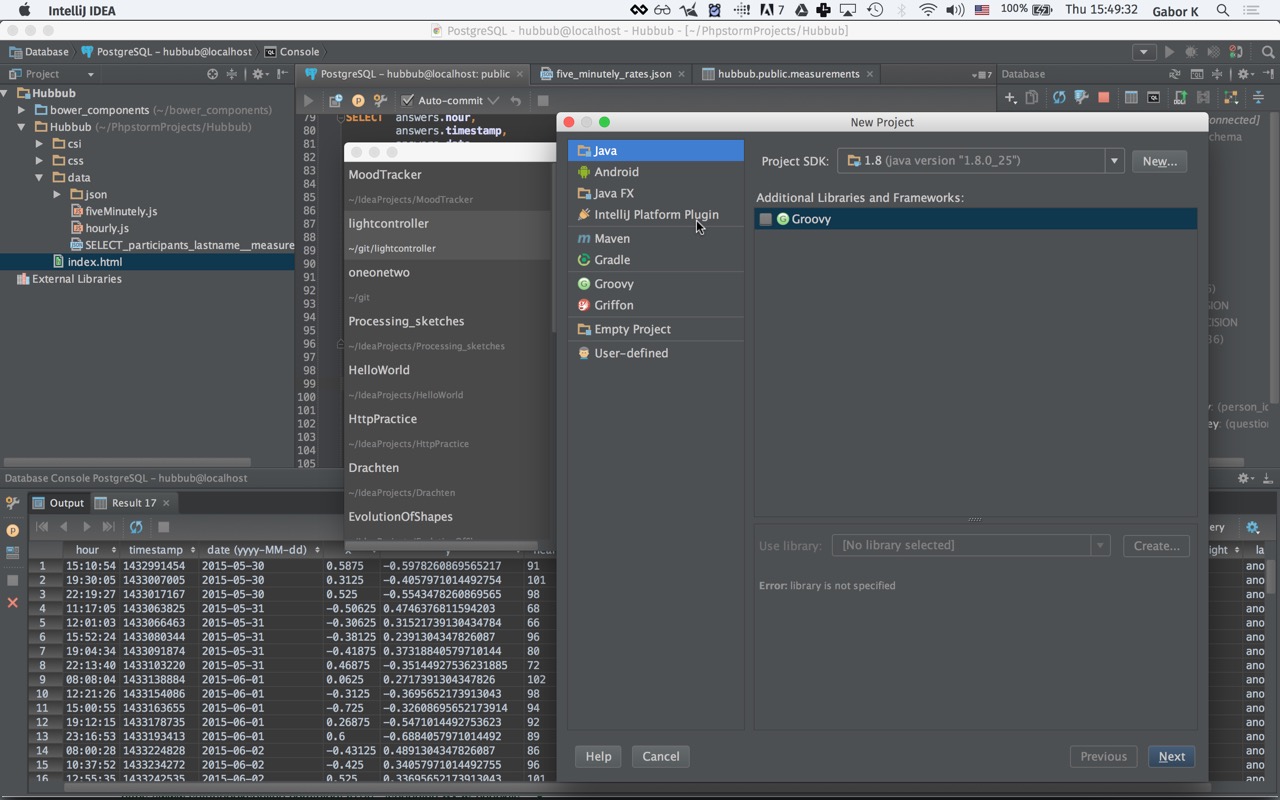 IntelliJ IDEA
7
100%
Thu 15:49:32
Gabor K
PostgreSQL - hubbub@localhost - Hubbub - [~/PhpstormProjects/Hubbub]
Database
PostgreSQL - hubbub@localhost
Console
Project
PostgreSQL - hubbub@localhost: public
five_minutely_rates.json
hubbub.public.measurements
7
Database
Hubbub
bower_components (~/bower_components)
Hubbub (~/PhpstormProjects/Hubbub)
csi
css
data
json
fiveMinutely.js
hourly.js
SELECT_participants_lastname__measure
index.html
External Libraries
Auto-commit
79
SELECT answers.hour,
80
answers.timestamp,
81
82
83
84
85
86
87
88
89
90
91
92
93
94
95
96
97
98
99
100
101
102
103
104
105
MoodTracker
~/IdeaProjects/MoodTracker
lightcontroller
~/git/lightcontroller
oneonetwo
~/git
Processing_sketches
~/IdeaProjects/Processing_sketches
HelloWorld
~/IdeaProjects/HelloWorld
HttpPractice
~/IdeaProjects/HttpPractice
Drachten
~/IdeaProjects/Drachten
EvolutionOfShapes
New Project
Java
Android
Java FX
IntelliJ Platform Plugin
Maven
Gradle
Groovy
Griffon
Empty Project
User-defined
Project SDK:
1.8 (java version "1.8.0_25")
New...
Additional Libraries and Frameworks:
Groovy
Use library:
[No library selected]
Create...
Error: library is not specified
Help
Cancel
Previous
Next
onnected]
chema
ION
CISION
(person_ic
ey: (question
Database Console PostgreSQL - hubbub@localhost
Output
Result 17
ery
hour timestamp date (yyyy-MM-dd)
ght la
1 15:10:54 1432991454 2015-05-30 0.5875 -0.5978260869565217 91 ano
2 19:30:05 1433007005 2015-05-30 0.3125 -0.4057971014492754 101 ano
3 22:19:27 1433017167 2015-05-30 0.525 -0.5543478260869565 98 ano
4 11:17:05 1433063825 2015-05-31 -0.50625 0.4746376811594203 68 ano
5 12:01:03 1433066463 2015-05-31 -0.30625 0.31521739130434784 66 ano
6 15:52:24 1433080344 2015-05-31 -0.38125 0.2391304347826087 96 ano
7 19:04:34 1433091874 2015-05-31 -0.41875 0.37318840579710144 80 ano
8 22:13:40 1433103220 2015-05-31 0.46875 -0.35144927536231885 72 ano
9 08:08:04 1433138884 2015-06-01 0.0625 0.2717391304347826 102 ano
10 12:21:26 1433154086 2015-06-01 -0.3125 -0.3695652173913043 98 ano
11 15:00:55 1433163655 2015-06-01 -0.725 -0.32608695652173914 94 ano
12 19:12:15 1433178735 2015-06-01 0.26875 -0.5471014492753623 92 ano
13 23:16:53 1433193413 2015-06-01 0.6 -0.6884057971014492 89 ano
14 08:00:28 1433224828 2015-06-02 -0.43125 0.4891304347826087 86 ano
15 10:37:52 1433234272 2015-06-02 -0.425 0.34057971014492755 96 ano
16 12:55:35 1433242535 2015-06-02 0.525 0.3369565217391304 101 ano